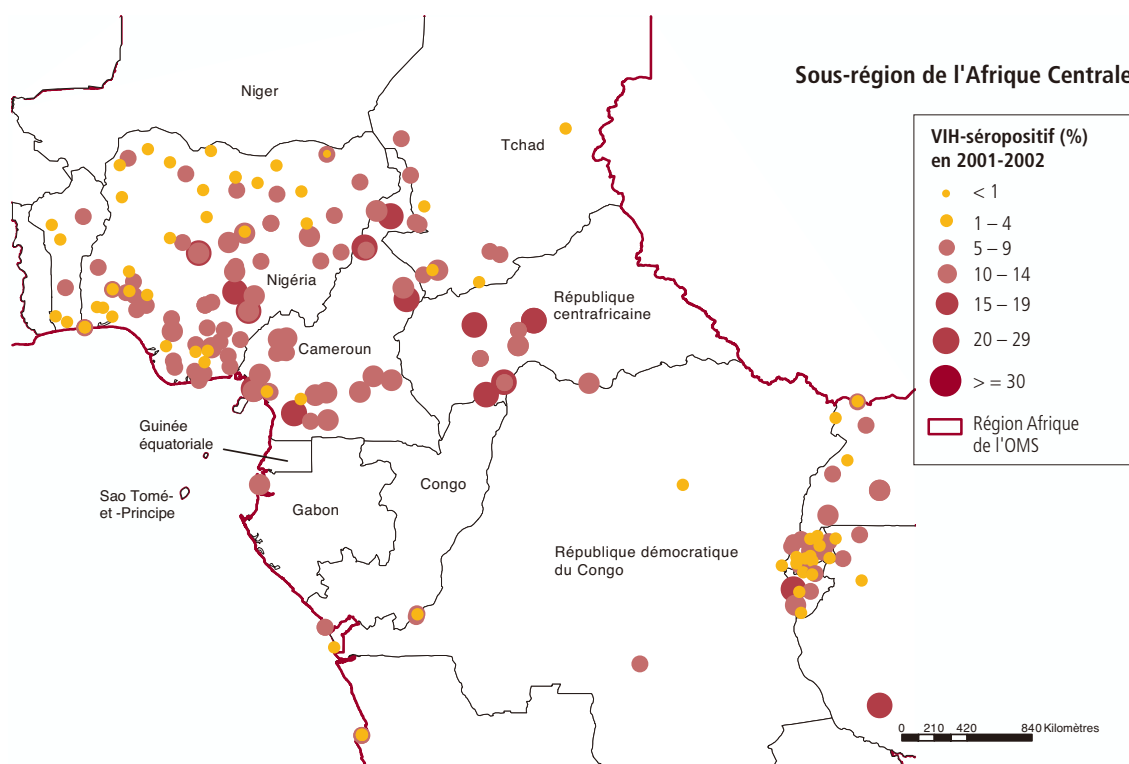 Sous-région de l'Afrique Centrale
Niger
Tchad
VIH-séropositif (%)
en 2001-2002
< 1
1 – 4
5 – 9
10 – 14
15 – 19
20 – 29
> = 30
Région Afrique
de l'OMS
Nigéria
République
centrafricaine
Cameroun
Guinée
équatoriale
Congo
Sao Tomé-
et -Principe
Gabon
République démocratique
du Congo
0 210 420 840 Kilomètres